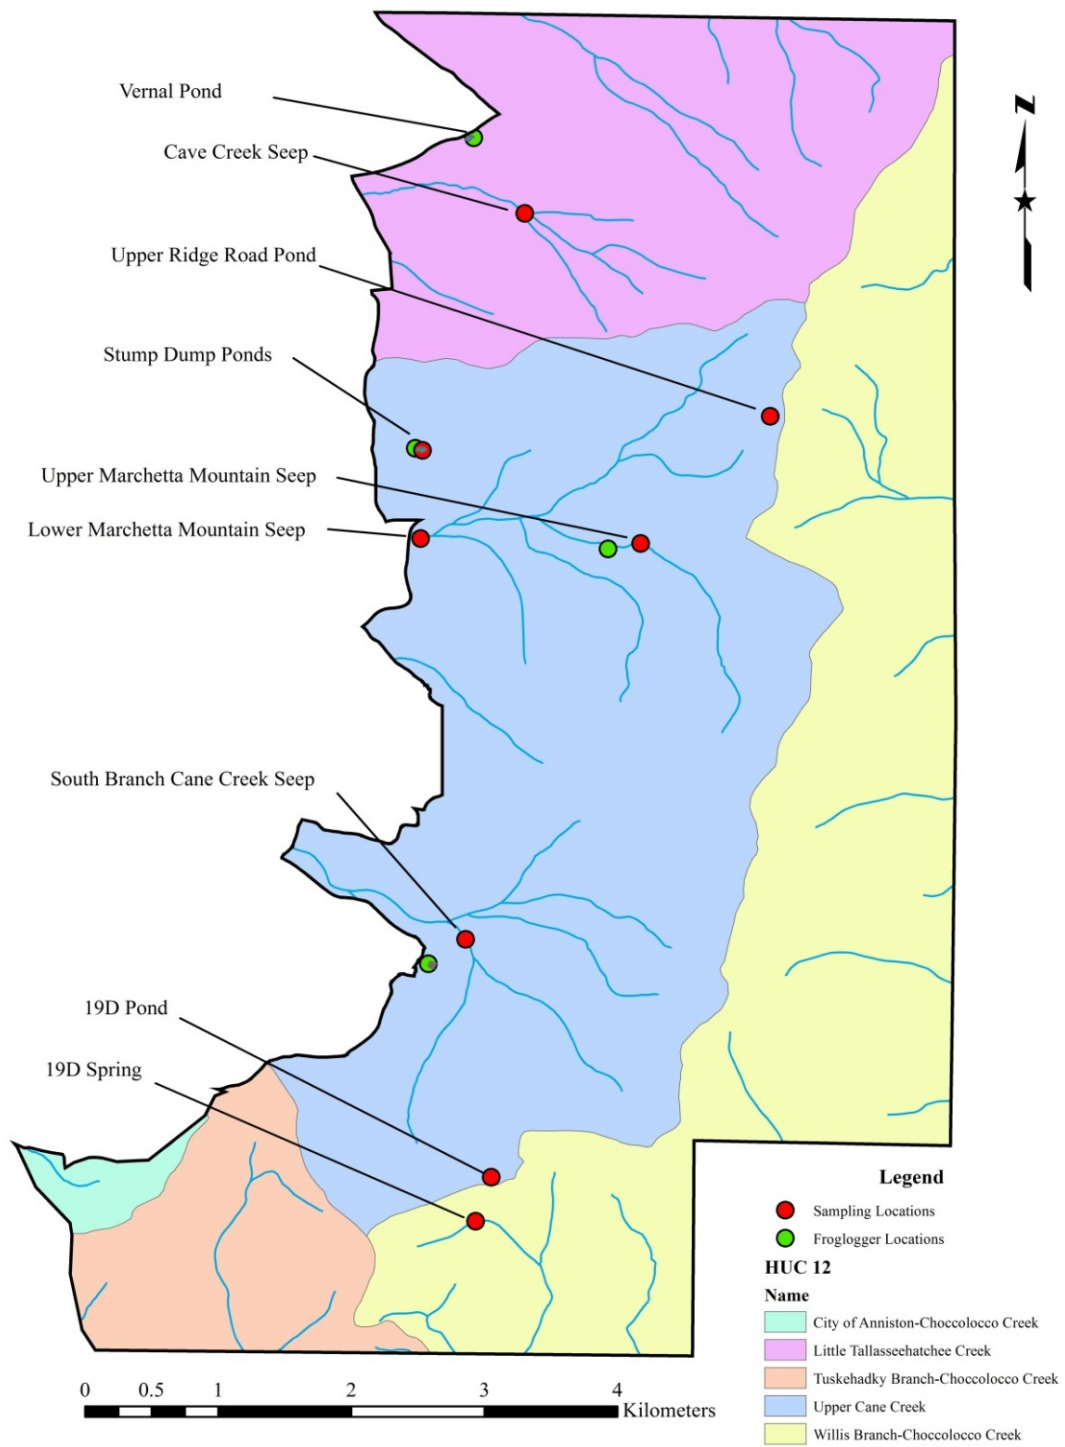 Vernal Pond
Cave Creek Seep
N
Upper Ridge Road Pond
Stump Dump Ponds
Upper Marchetta Mountain Seep
Lower Marchetta Mountain Seep
South Branch Cane Creek Seep
19D Pond
19D Spring
Legend
Sampling Locations
Froglogger Locations
HUC 12
Name
City of Anniston-Choccolocco Creek
Little Tallasseehatchee Creek
Tuskehadky Branch-Choccolocco Creek
Upper Cane Creek
Willis Branch-Choccolocco Creek
0 0.5 1 2 3 4
Kilometers